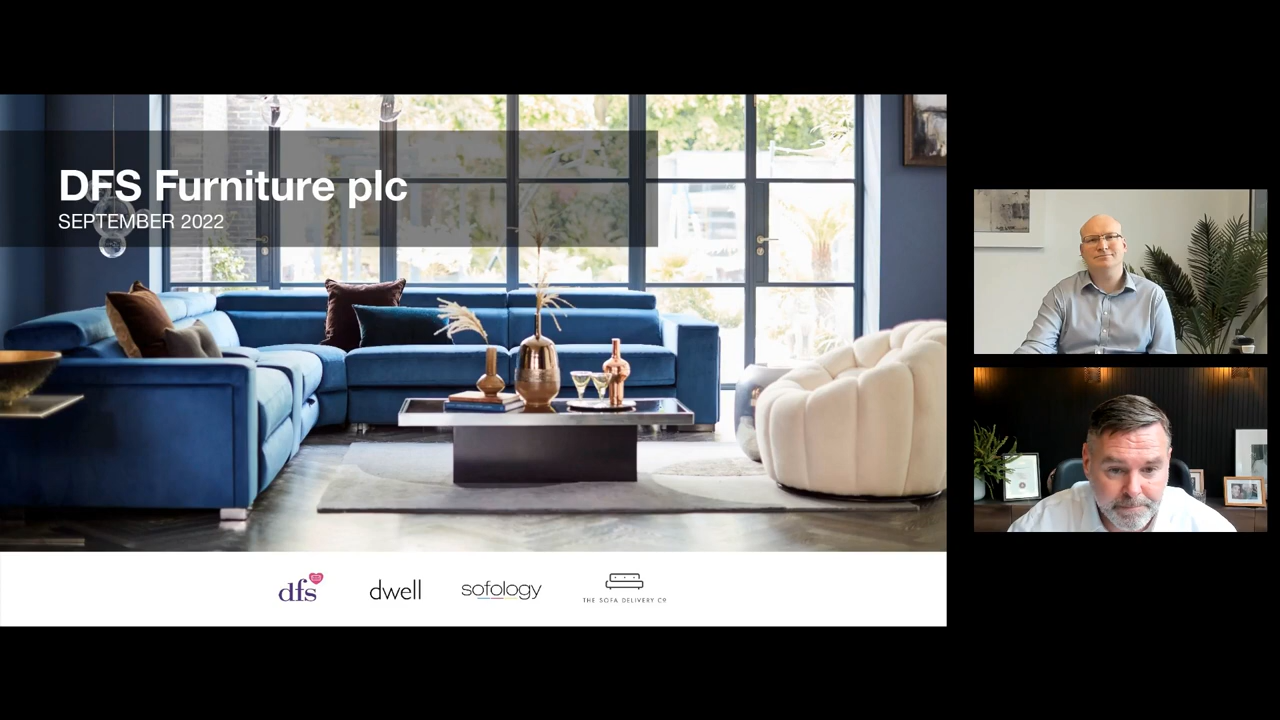 DFS Furniture plc
SEPTEMBER 2022
dfs
dwell
sofology
THE SOFA DELIVERY Co